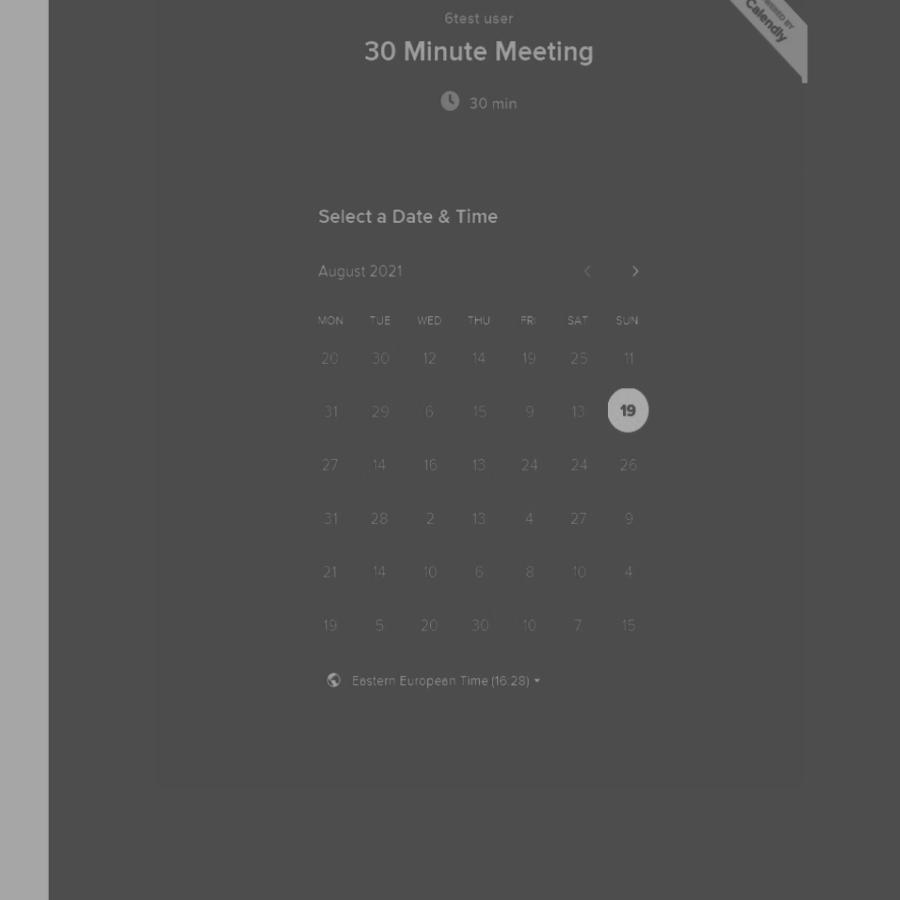 6test user
30 Minute Meeting
30 min
POWERED BY
Calendly
Select a Date & Time
August 2021
MON TUE WED THU FRI SAT SUN
20 30 12 14 19 25 11
31 29 6 15 9 13 19
27 14 16 13 24 24 26
31 28 2 13 4 27 9
21 14 10 6 8 10 4
19 5 20 30 10 7 15
Eastern European Time (16:28)